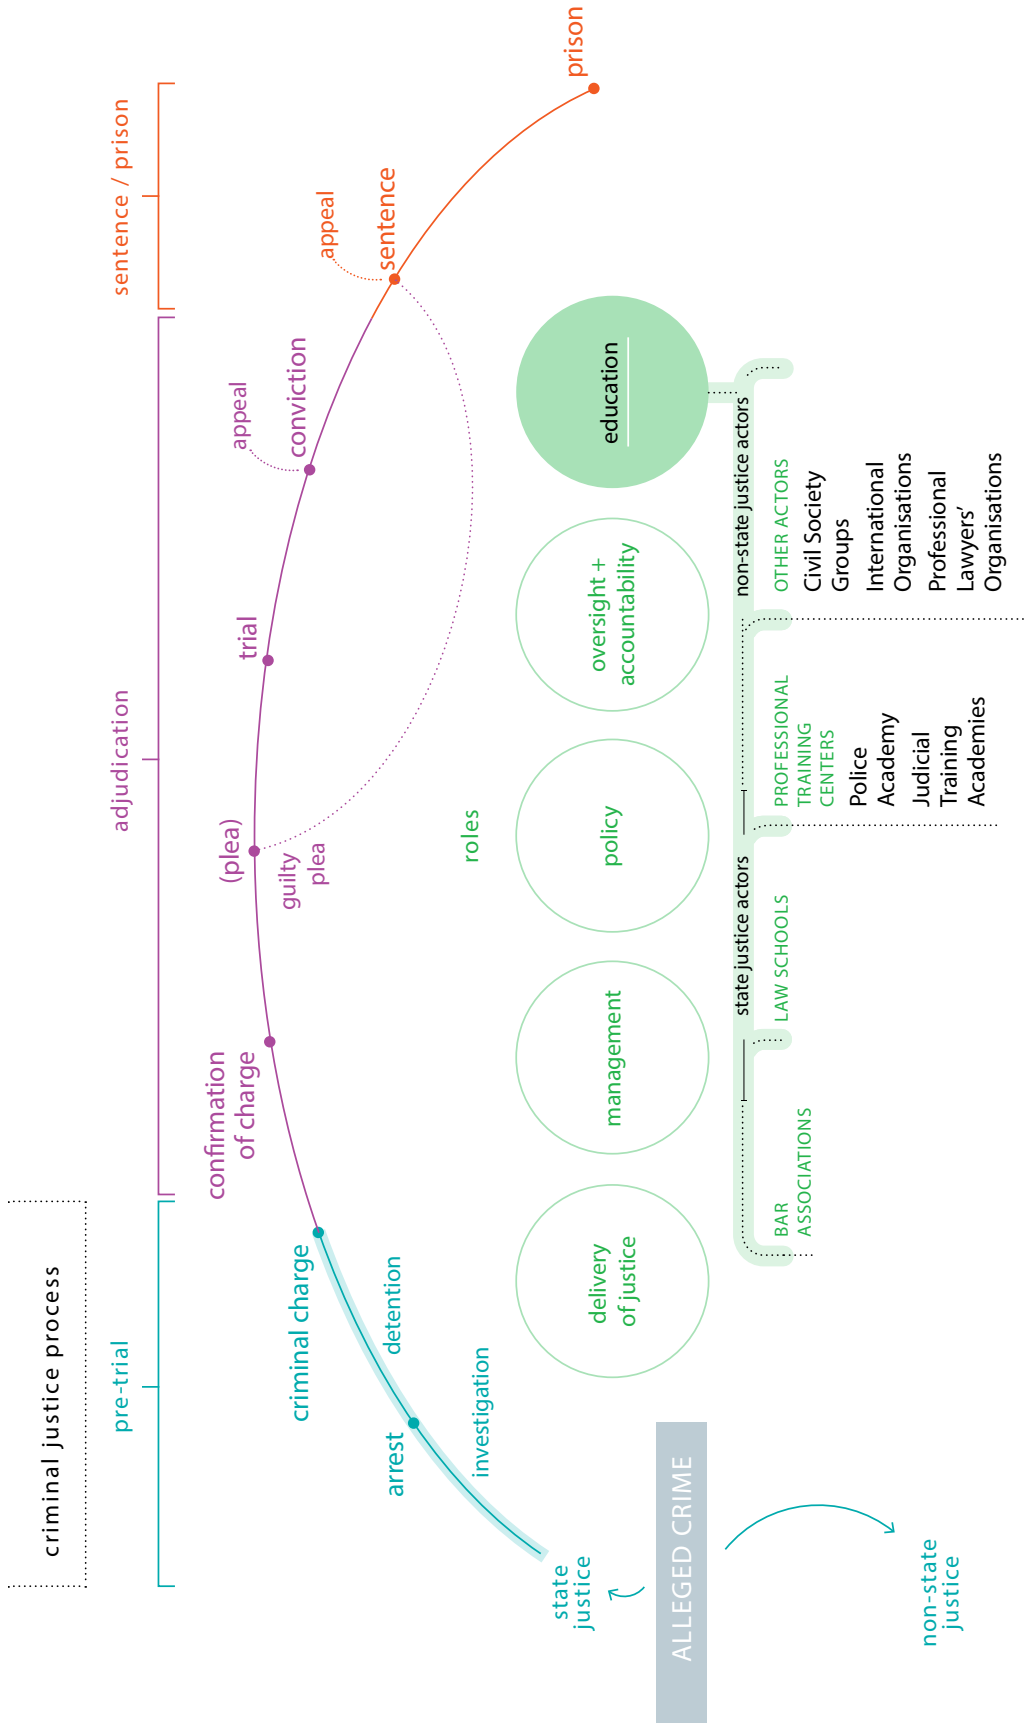 criminal justice process
pre-trial
adjudication
sentence / prison
state
justice
ALLEGED CRIME
non-state
justice
arrest
investigation
detention
criminal charge
confirmation
of charge
(plea)
guilty
plea
trial
appeal
conviction
appeal
sentence
prison
roles
delivery
of justice
management
policy
oversight +
accountability
education
state justice actors
non-state justice actors
BAR
ASSOCIATIONS
LAW SCHOOLS
PROFESSIONAL
TRAINING
CENTERS
Police
Academy
Judicial
Training
Academies
OTHER ACTORS
Civil Society
Groups
International
Organisations
Professional
Lawyers’
Organisations